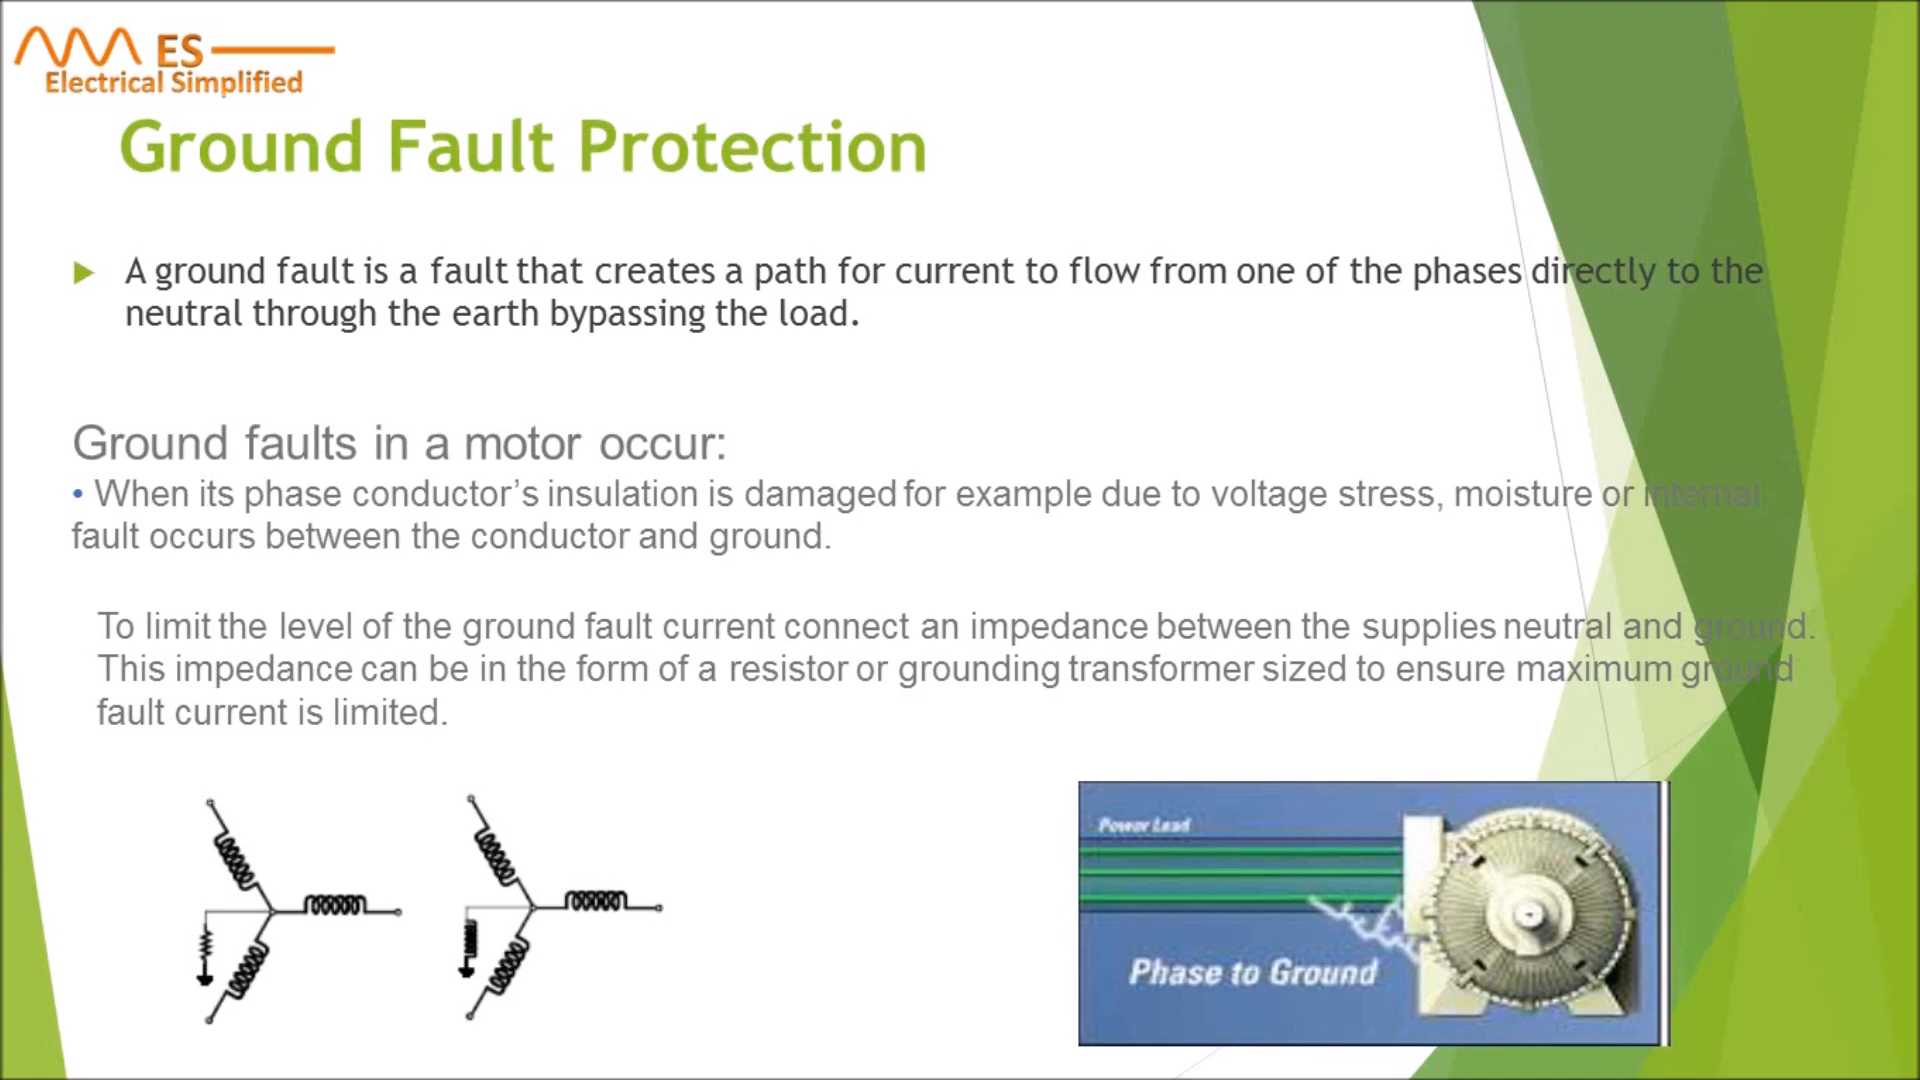 ES
Electrical Simplified
Ground Fault Protection
A ground fault is a fault that creates a path for current to flow from one of the phases directly to the
neutral through the earth bypassing the load.
Ground faults in a motor occur:
• When its phase conductor’s insulation is damaged for example due to voltage stress, moisture or internal
fault occurs between the conductor and ground.
To limit the level of the ground fault current connect an impedance between the supplies neutral and ground.
This impedance can be in the form of a resistor or grounding transformer sized to ensure maximum ground
fault current is limited.
Power Lead
Phase to Ground